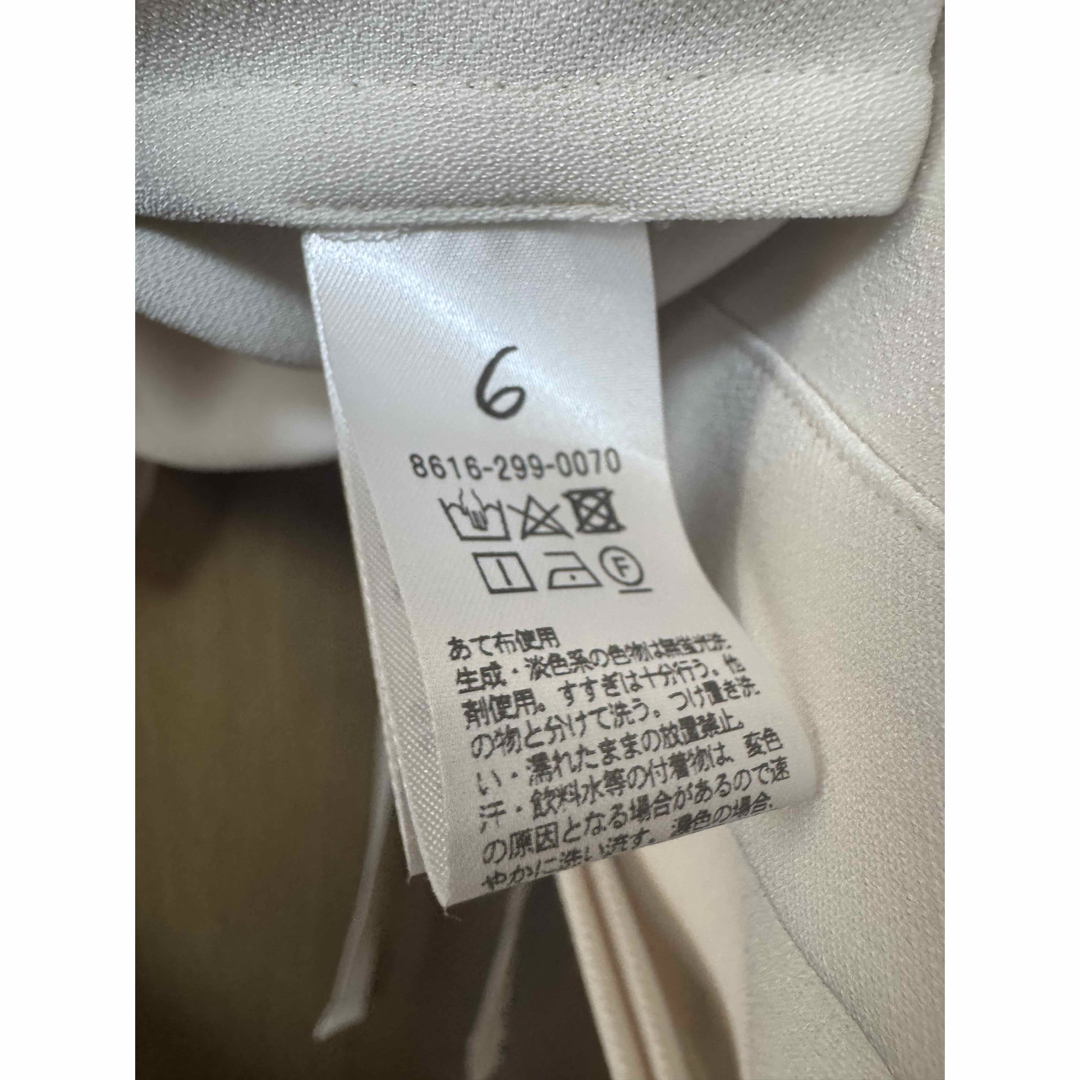 6
8616-299-0070
F
あて布使用
生成・淡色系の色物は無蛍光洗
剤使用。すすぎは十分行う。他
の物と分けて洗う。つけ置き洗
い・濡れたままの放置禁止。
汗・飲料水等の付着物は、変色
の原因となる場合があるので速
やかに洗い流す。濃色の場合、